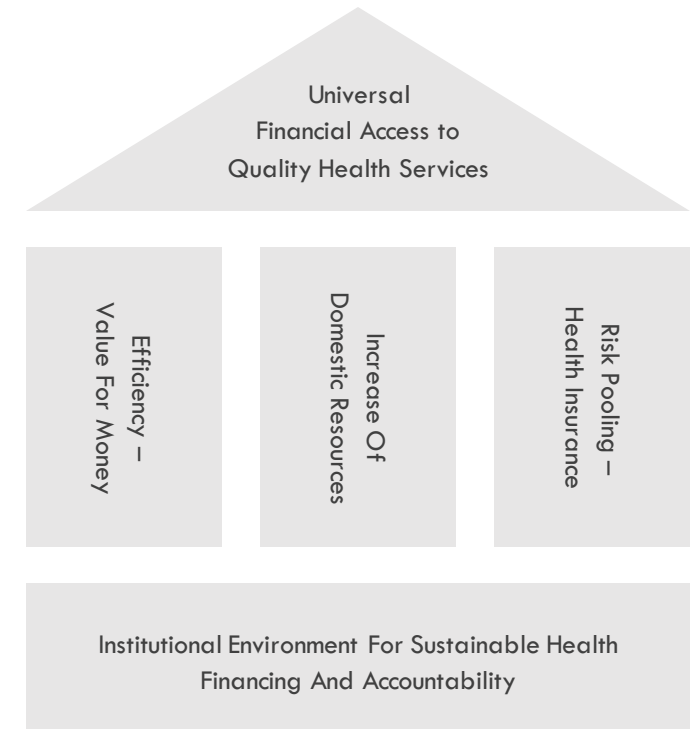 Universal
Financial Access to
Quality Health Services
Efficiency –
Value For Money
Increase Of
Domestic Resources
Risk Pooling –
Health Insurance
Institutional Environment For Sustainable Health
Financing And Accountability